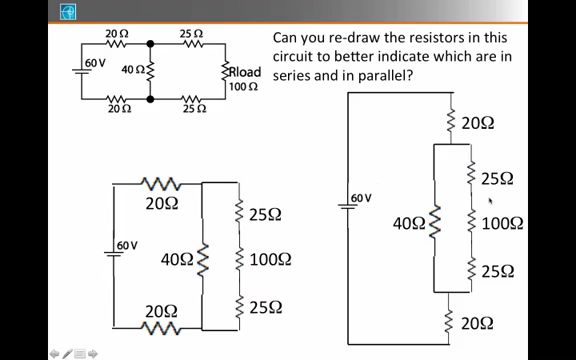 20 Ω
25 Ω
60 V
40 Ω
Rload
100 Ω
20 Ω
25 Ω
Can you re-draw the resistors in this
circuit to better indicate which are in
series and in parallel?
20Ω
25Ω
60 V
40Ω
100Ω
20Ω
25Ω
20Ω
25Ω
60 V
40Ω
100Ω
25Ω
20Ω